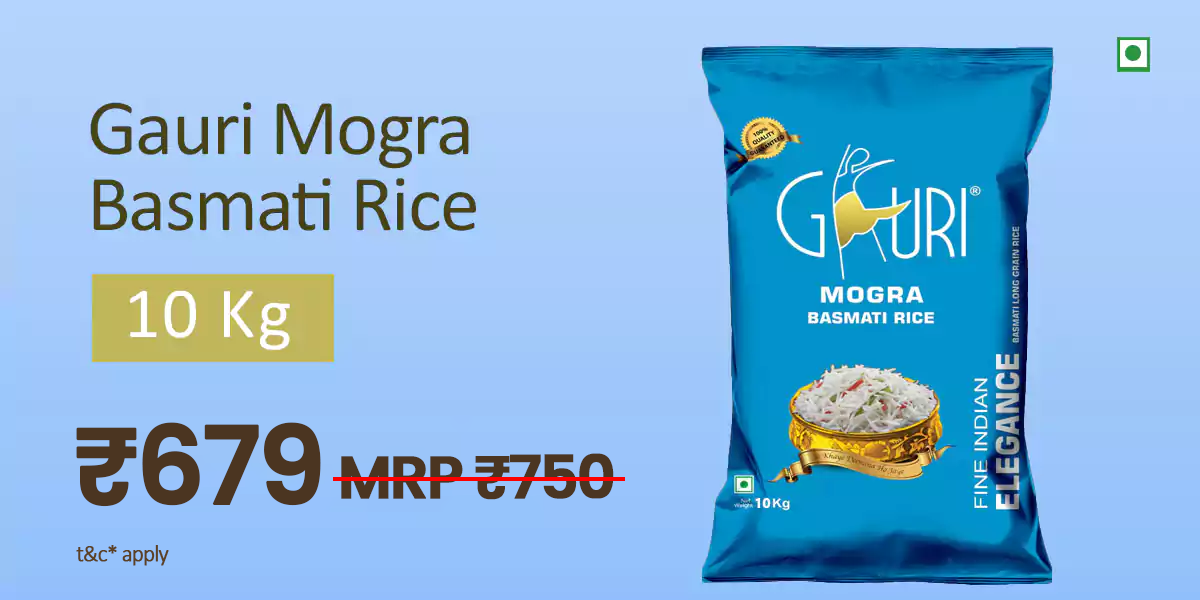 Gauri Mogra
Basmati Rice
10 Kg
₹679 MRP ₹750
t&c* apply
100%
QUALITY
GUARANTEED
GAURI®
MOGRA
BASMATI RICE
FINE INDIAN
ELEGANCE BASMATI LONG GRAIN RICE
Net
Weight 10Kg